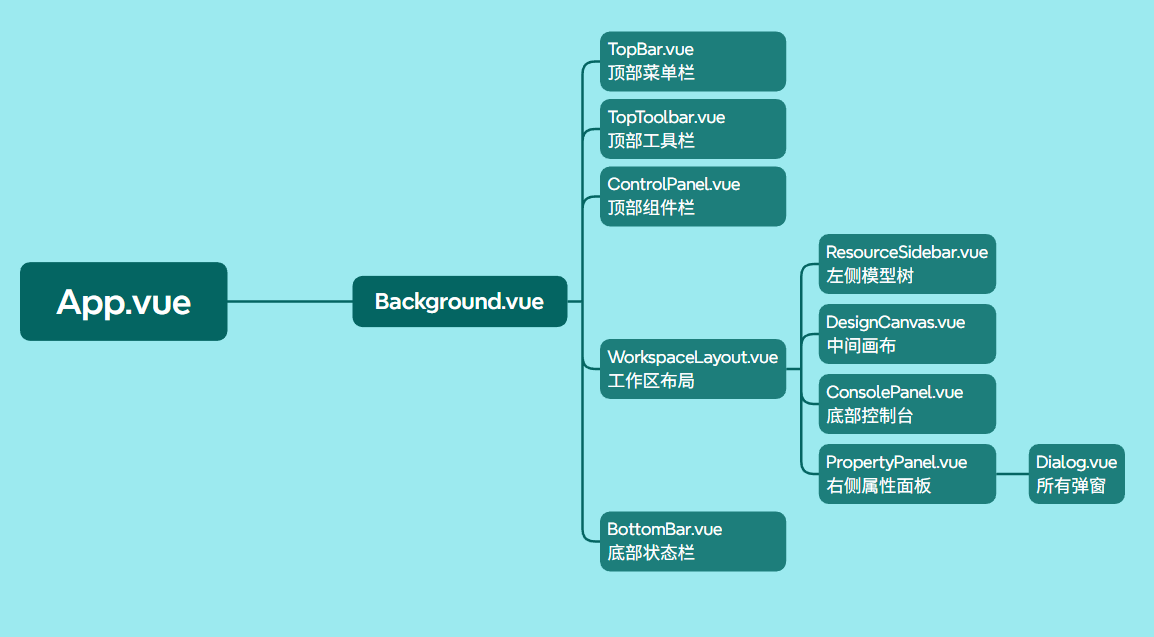 App.vue
Background.vue
TopBar.vue
顶部菜单栏
TopToolbar.vue
顶部工具栏
ControlPanel.vue
顶部组件栏
WorkspaceLayout.vue
工作区布局
ResourceSidebar.vue
左侧模型树
DesignCanvas.vue
中间画布
ConsolePanel.vue
底部控制台
PropertyPanel.vue
右侧属性面板
Dialog.vue
所有弹窗
BottomBar.vue
底部状态栏